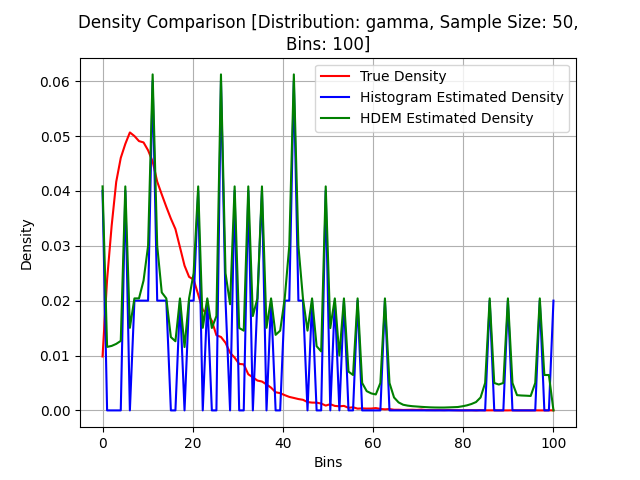 Density Comparison [Distribution: gamma, Sample Size: 50,
Bins: 100]
True Density
Histogram Estimated Density
HDEM Estimated Density
Density
0.06
0.05
0.04
0.03
0.02
0.01
0.00
0
20
40
60
80
100
Bins